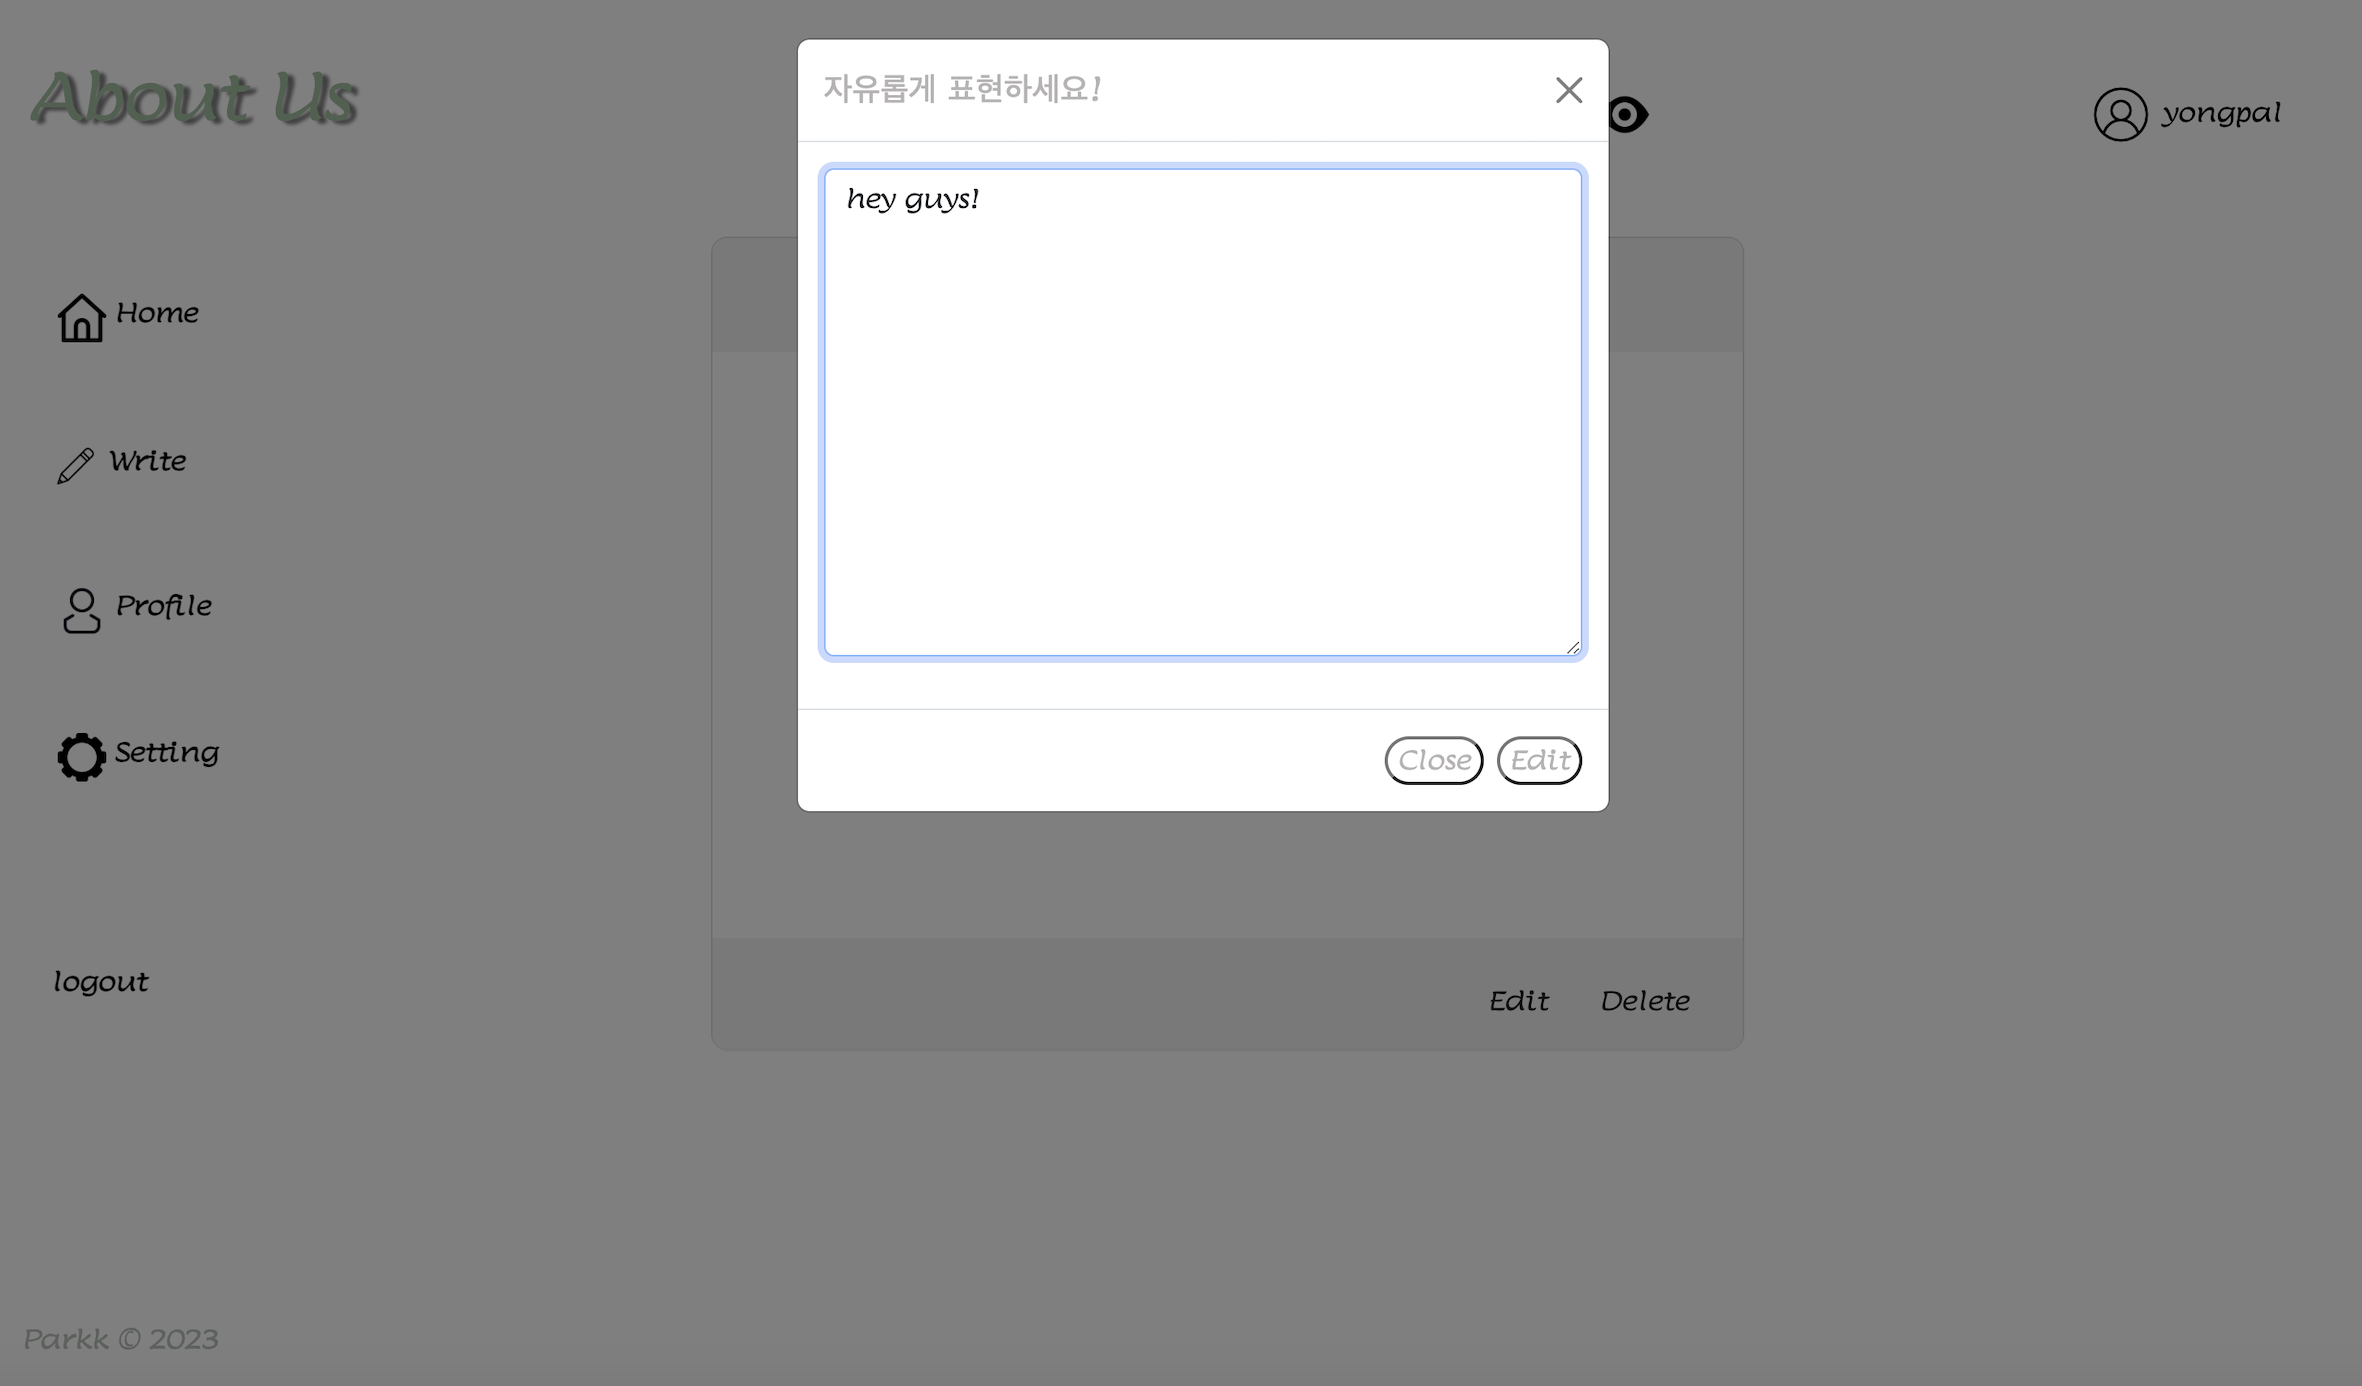 About Us
자유롭게 표현하세요!
yongpal
hey guys!
Home
Write
Profile
Setting
Close
Edit
logout
Edit
Delete
Parkk © 2023